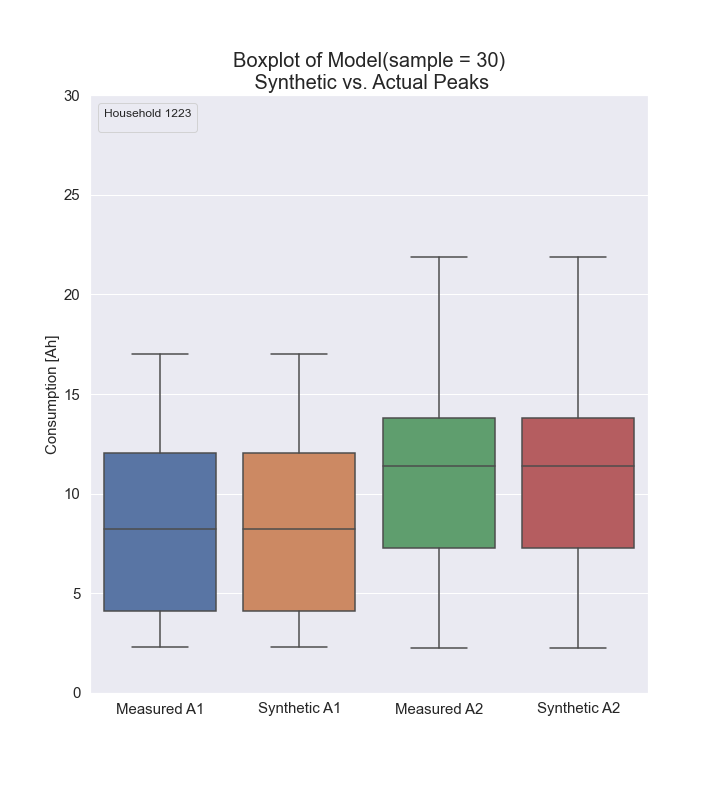 Boxplot of Model(sample = 30)
Synthetic vs. Actual Peaks
30
Household 1223
25
20
15
10
5
0
Consumption [Ah]
Measured A1
Synthetic A1
Measured A2
Synthetic A2